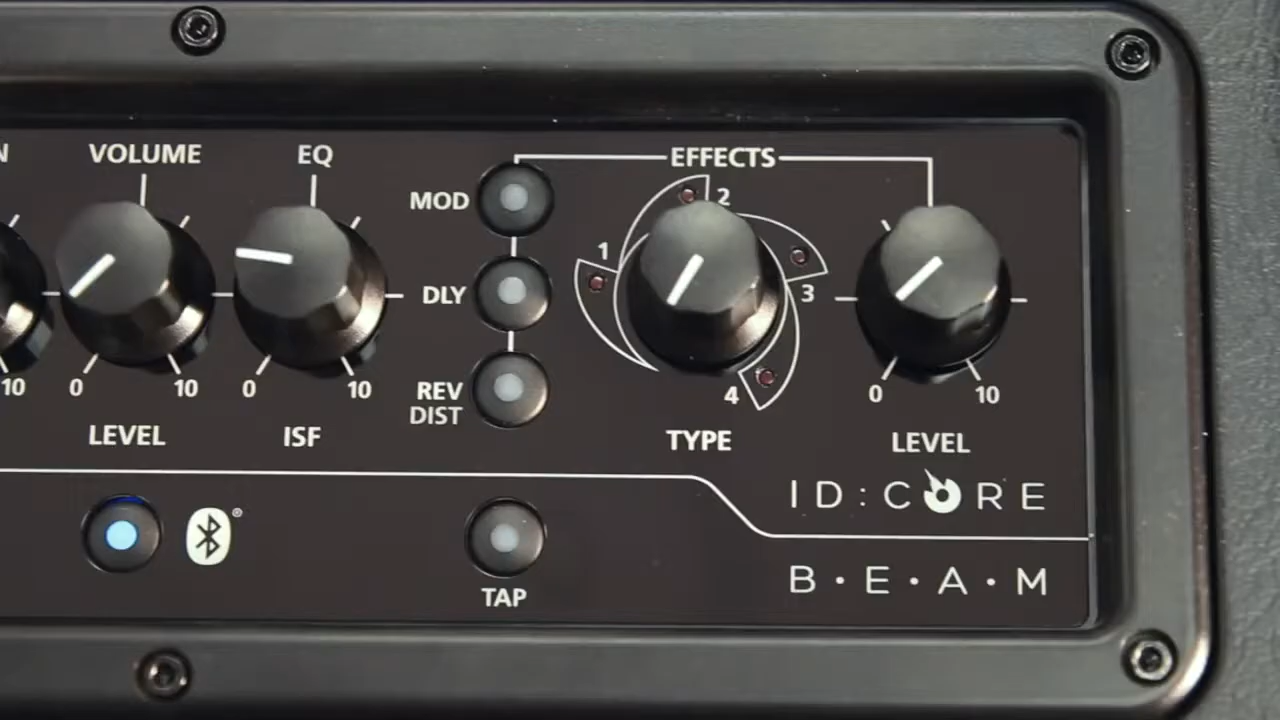 VOLUME
EQ
EFFECTS
MOD
2
1
DLY
3
REV
DIST
4
10
0
10
0
10
0
10
LEVEL
ISF
TYPE
LEVEL
ID:CORE
®
TAP
B·E·A·M